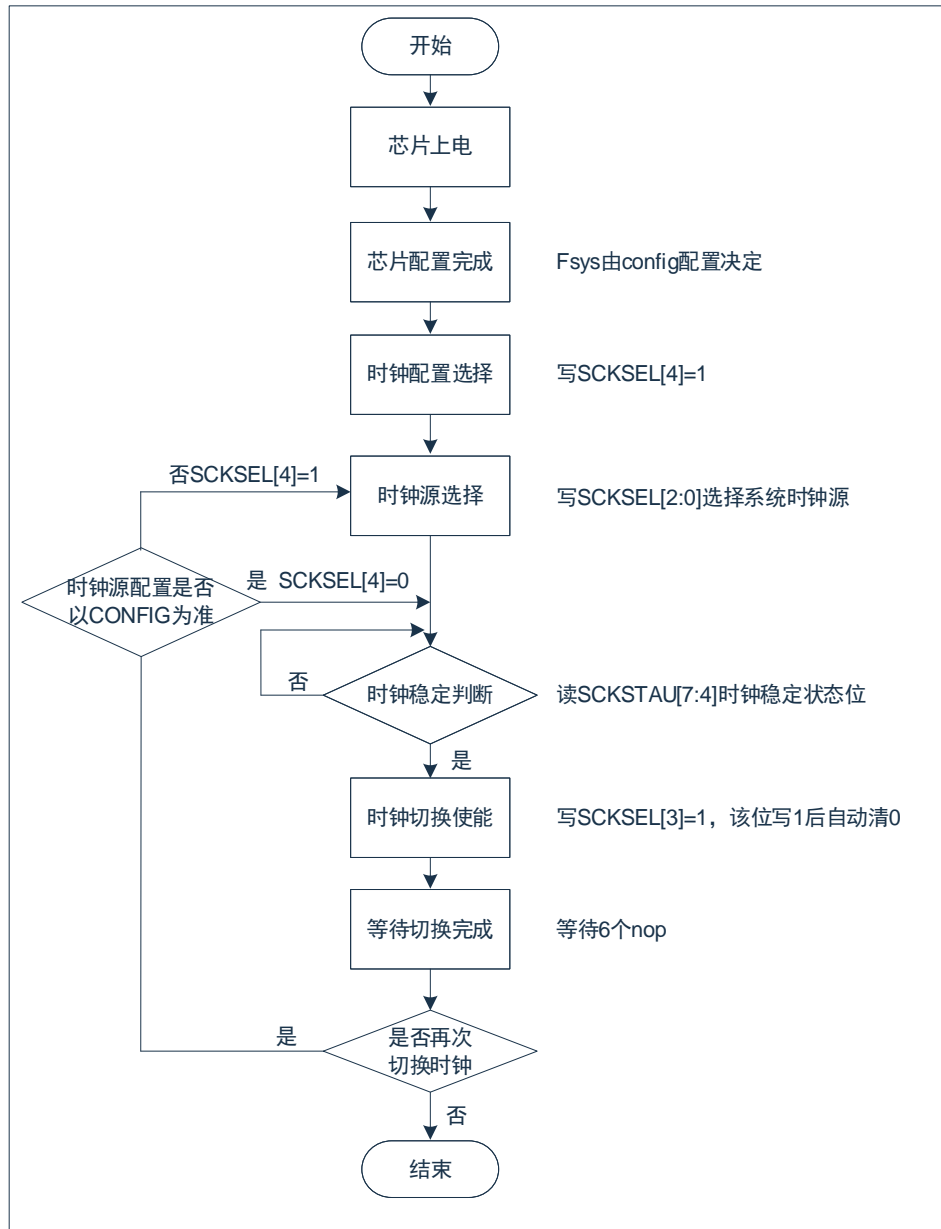 开始
芯片上电
芯片配置完成
Fsys由config配置决定
时钟配置选择
写SCKSEL[4]=1
否SCKSEL[4]=1
时钟源选择
写SCKSEL[2:0]选择系统时钟源
时钟源配置是否
以CONFIG为准
是 SCKSEL[4]=0
否
时钟稳定判断
读SCKSTAU[7:4]时钟稳定状态位
是
时钟切换使能
写SCKSEL[3]=1，该位写1后自动清0
等待切换完成
等待6个nop
是
是否再次
切换时钟
否
结束